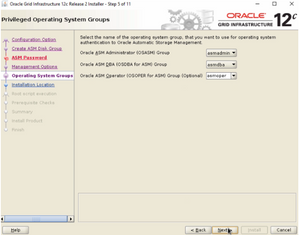 Oracle Grid Infrastructure 12c Release 2 Installer - Step 5 of 11
Privileged Operating System Groups
ORACLE
GRID INFRASTRUCTURE
12c
Configuration Option
Create ASM Disk Group
ASM Password
Management Options
Operating System Groups
Installation Location
Root script execution
Prerequisite Checks
Summary
Install Product
Finish
Select the name of the operating system group, that you want to use for operating system
authentication to Oracle Automatic Storage Management.
Oracle ASM Administrator (OSASM) Group
asmadmin
Oracle ASM DBA (OSDBA for ASM) Group
asmdba
Oracle ASM Operator (OSOPER for ASM) Group (Optional)
asmoper
Help
< Back
Next >
Install
Cancel